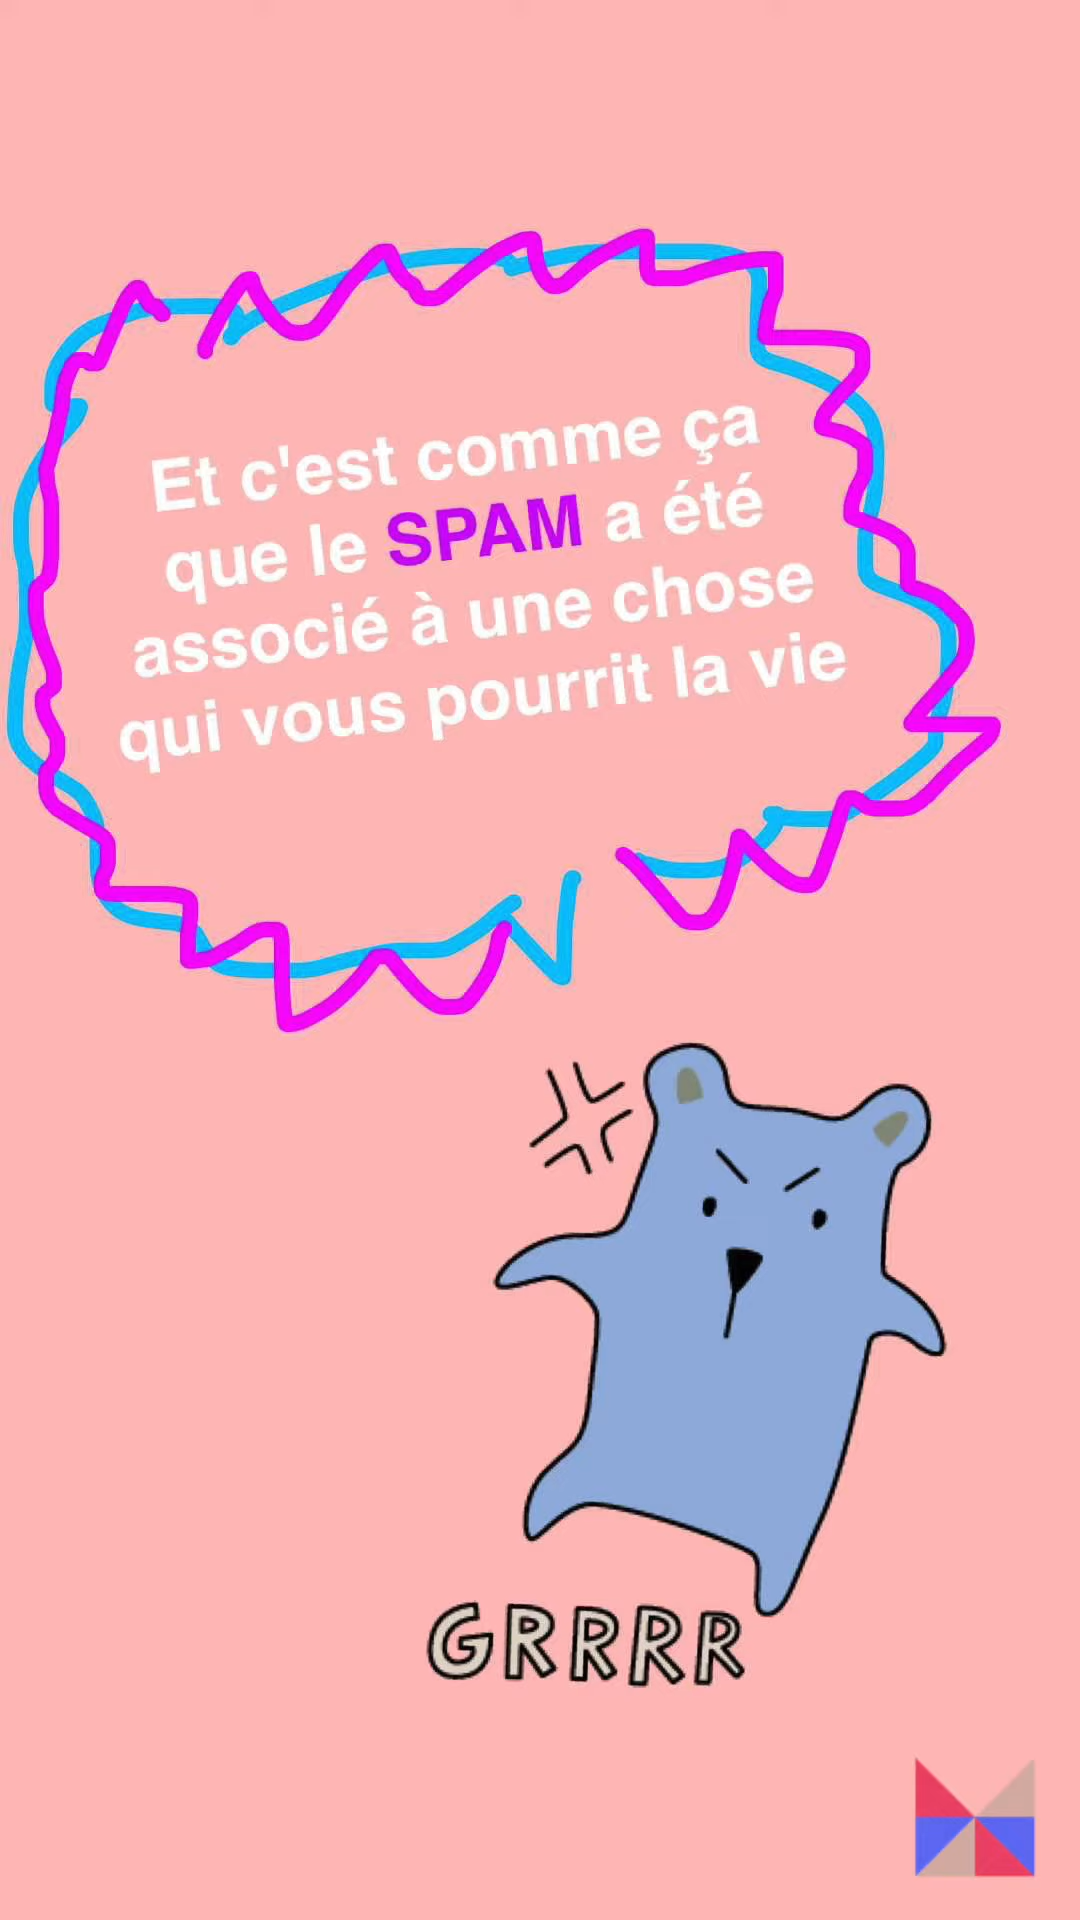 Et c'est comme ça
que le SPAM a été
associé à une chose
qui vous pourrit la vie
GRRRR